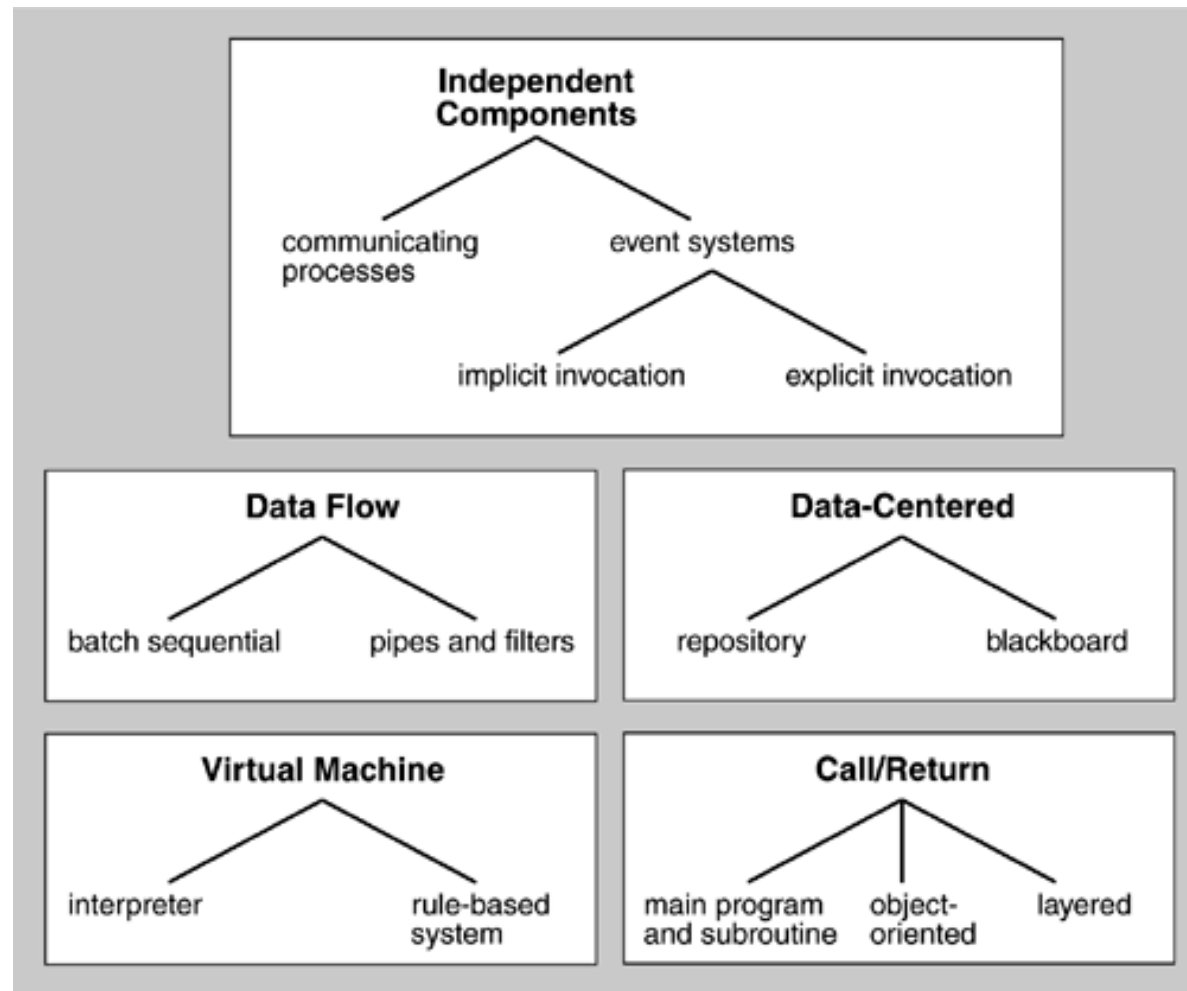 Independent
Components
communicating
processes
event systems
implicit invocation
explicit invocation
Data Flow
batch sequential
pipes and filters
Data-Centered
repository
blackboard
Virtual Machine
interpreter
rule-based
system
Call/Return
main program
and subroutine
object-
oriented
layered